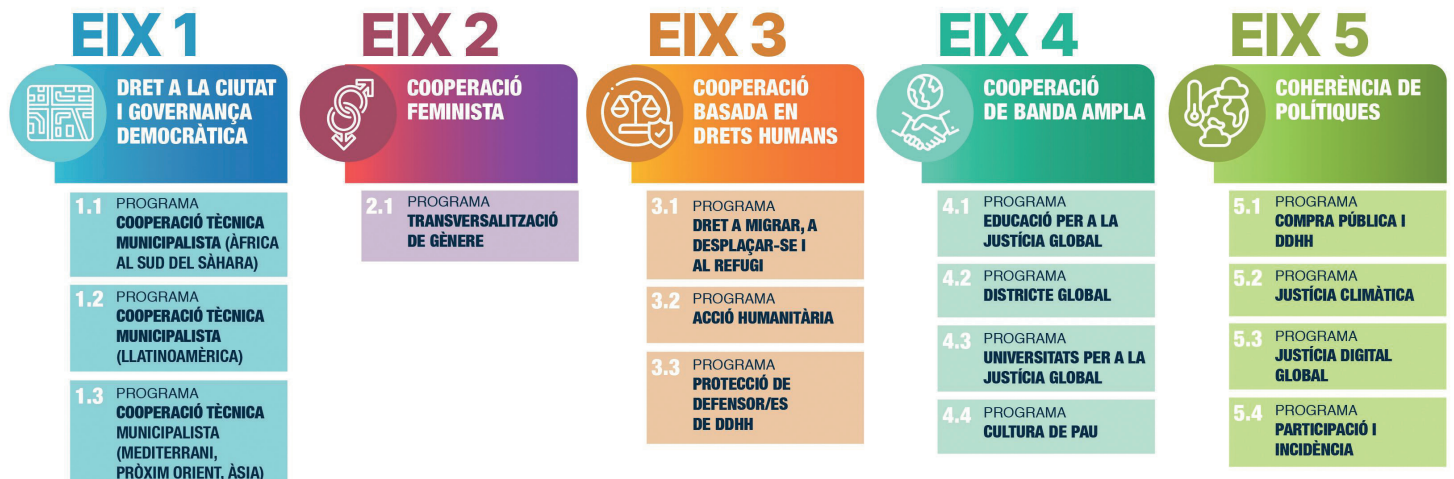 EIX 1
DRET A LA CIUTAT
I GOVERNANÇA
DEMOCRÀTICA
1.1 PROGRAMA
COOPERACIÓ TÈCNICA
MUNICIPALISTA (ÀFRICA
AL SUD DEL SÀHARA)
1.2 PROGRAMA
COOPERACIÓ TÈCNICA
MUNICIPALISTA
(LLATINOAMÈRICA)
1.3 PROGRAMA
COOPERACIÓ TÈCNICA
MUNICIPALISTA
(MEDITERRANI,
PRÒXIM ORIENT, ÀSIA)
EIX 2
COOPERACIÓ
FEMINISTA
2.1 PROGRAMA
TRANSVERSALITZACIÓ
DE GÈNERE
EIX 3
COOPERACIÓ
BASADA EN
DRETS HUMANS
3.1 PROGRAMA
DRET A MIGRAR, A
DESPLAÇAR-SE I
AL REFUGI
3.2 PROGRAMA
ACCIÓ HUMANITÀRIA
3.3 PROGRAMA
PROTECCIÓ DE
DEFENSOR/ES
DE DDHH
EIX 4
COOPERACIÓ
DE BANDA AMPLA
4.1 PROGRAMA
EDUCACIÓ PER A LA
JUSTÍCIA GLOBAL
4.2 PROGRAMA
DISTRICTE GLOBAL
4.3 PROGRAMA
UNIVERSITATS PER A LA
JUSTÍCIA GLOBAL
4.4 PROGRAMA
CULTURA DE PAU
EIX 5
COHERÈNCIA DE
POLÍTIQUES
5.1 PROGRAMA
COMPRA PÚBLICA I
DDHH
5.2 PROGRAMA
JUSTÍCIA CLIMÀTICA
5.3 PROGRAMA
JUSTÍCIA DIGITAL
GLOBAL
5.4 PROGRAMA
PARTICIPACIÓ I
INCIDÈNCIA